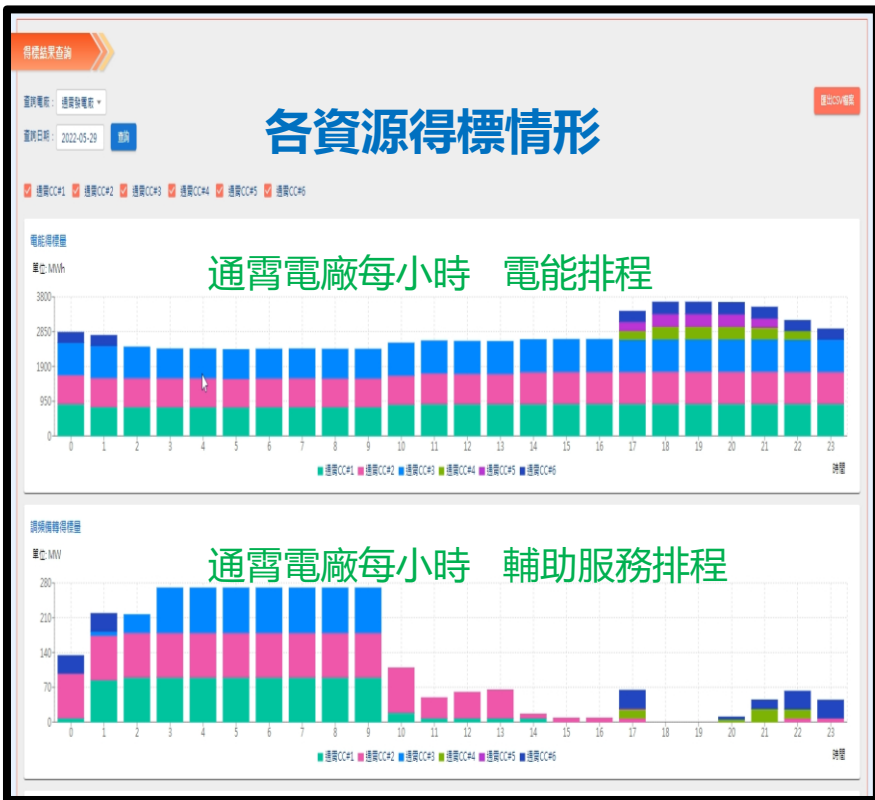 得標結果查詢
查詢電廠： 通霄發電廠
匯出CSV檔案
查詢日期： 2022-05-29 查詢
各資源得標情形
通霄CC#1 通霄CC#2 通霄CC#3 通霄CC#4 通霄CC#5 通霄CC#6
電能得標量
單位: MWh
通霄電廠每小時 電能排程
3800
2850
1900
950
0
0 1 2 3 4 5 6 7 8 9 10 11 12 13 14 15 16 17 18 19 20 21 22 23
通霄CC#1 通霄CC#2 通霄CC#3 通霄CC#4 通霄CC#5 通霄CC#6 時間
調頻備轉得標量
單位: MW
通霄電廠每小時 輔助服務排程
280
210
140
70
0
0 1 2 3 4 5 6 7 8 9 10 11 12 13 14 15 16 17 18 19 20 21 22 23
通霄CC#1 通霄CC#2 通霄CC#3 通霄CC#4 通霄CC#5 通霄CC#6 時間